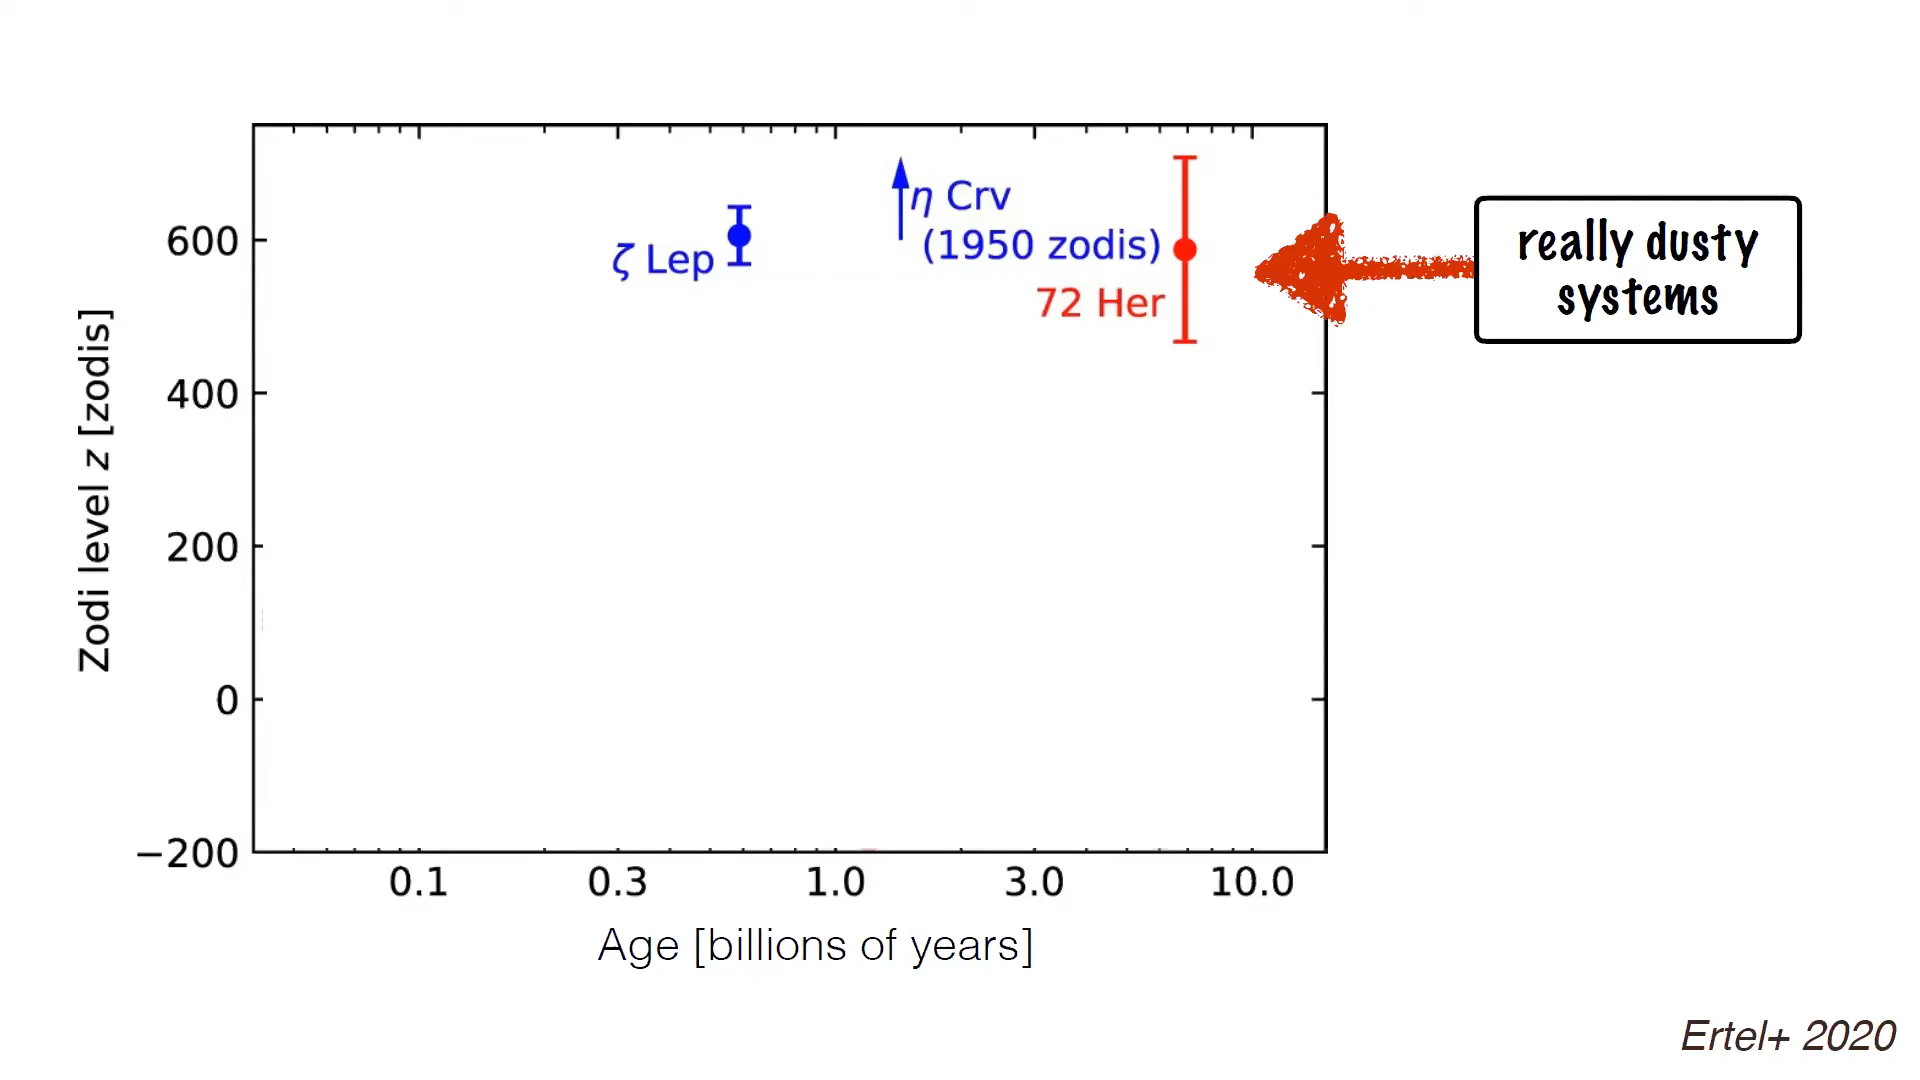 η Crv
(1950 zodis)
ζ Lep
72 Her
really dusty
systems
Zodi level z [zodis]
600
400
200
0
−200
0.1 0.3 1.0 3.0 10.0
Age [billions of years]
Ertel+ 2020